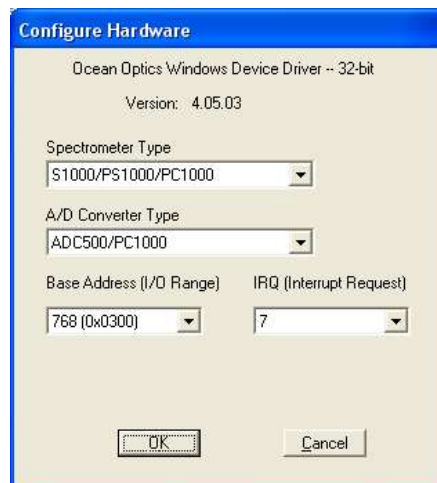 Configure Hardware
Ocean Optics Windows Device Driver -- 32-bit
Version: 4.05.03
Spectrometer Type
S1000/PS1000/PC1000
A/D Converter Type
ADC500/PC1000
Base Address (I/O Range) IRQ (Interrupt Request)
768 (0x0300) 7
OK Cancel